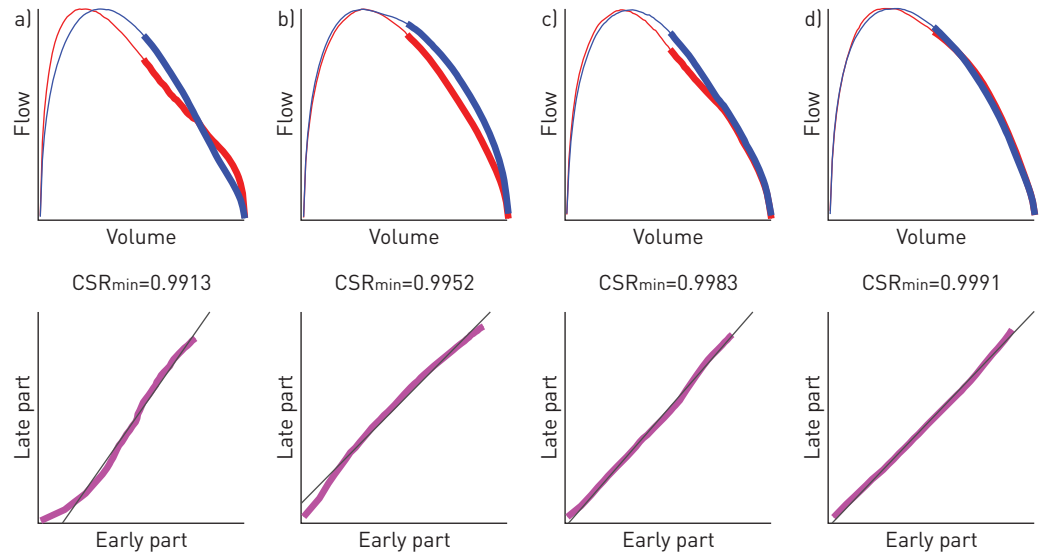 a)
Flow
Volume
b)
Flow
Volume
c)
Flow
Volume
d)
Flow
Volume
CSRmin=0.9913
CSRmin=0.9952
CSRmin=0.9983
CSRmin=0.9991
Late part
Early part
Late part
Early part
Late part
Early part
Late part
Early part